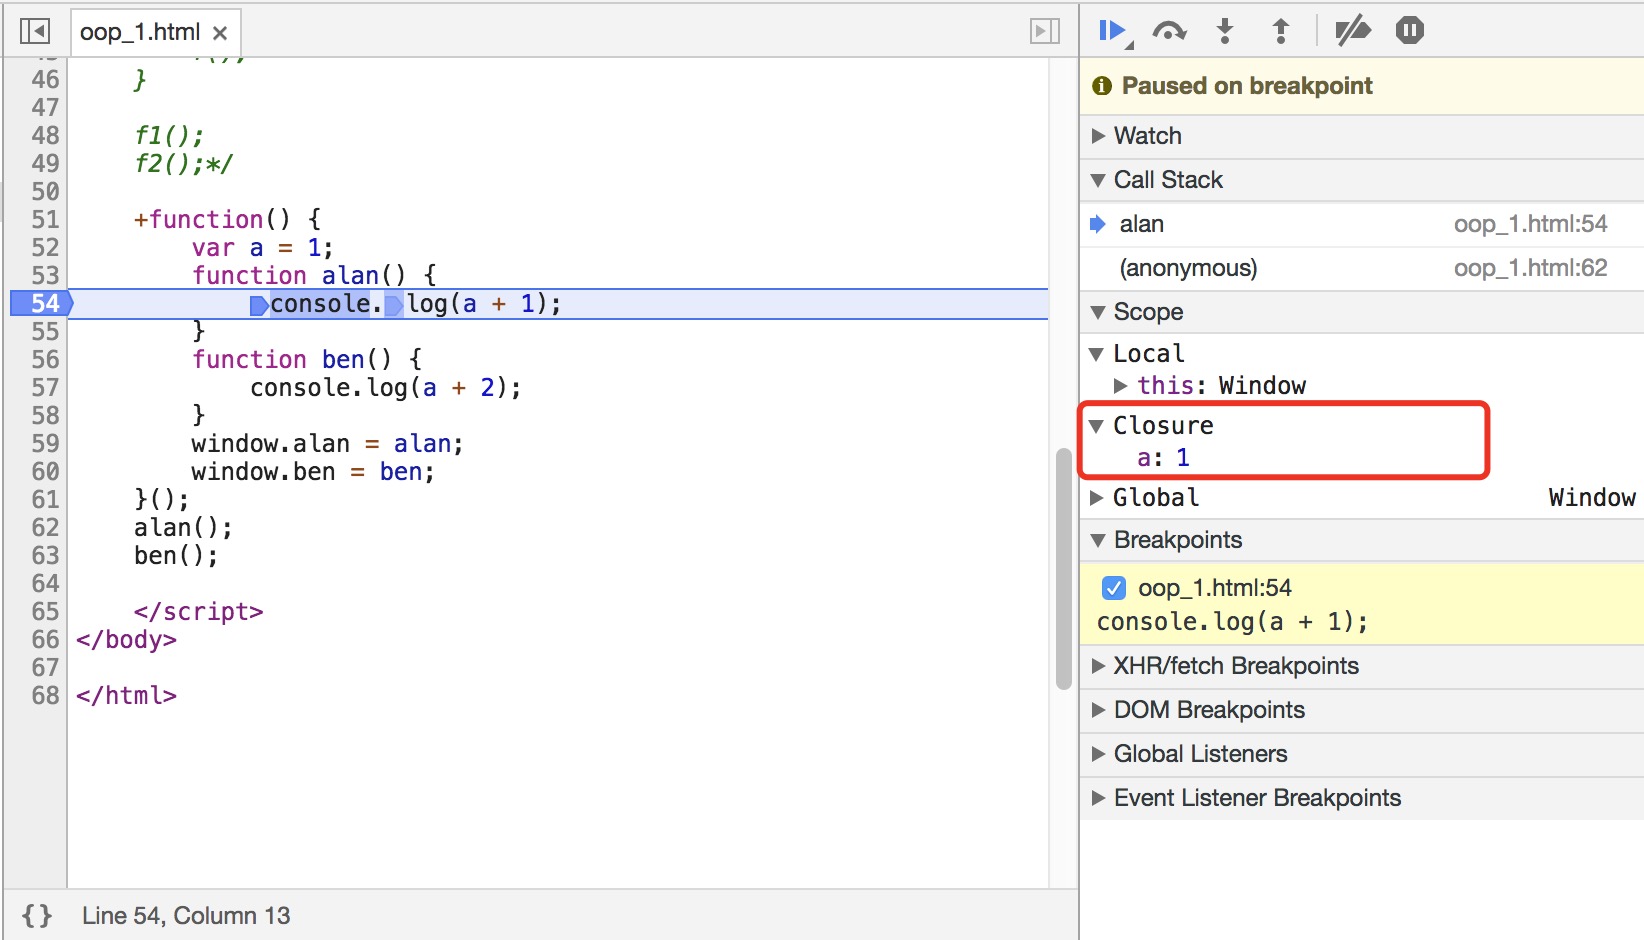 oop_1.html ×
46 }
47
48 f1();
49 f2();*/
50
51 +function() {
52 var a = 1;
53 function alan() {
54 console.log(a + 1);
55 }
56 function ben() {
57 console.log(a + 2);
58 }
59 window.alan = alan;
60 window.ben = ben;
61 }();
62 alan();
63 ben();
64
65 </script>
66 </body>
67
68 </html>
{} Line 54, Column 13
Paused on breakpoint
Watch
Call Stack
alan oop_1.html:54
(anonymous) oop_1.html:62
Scope
Local
this: Window
Closure
a: 1
Global Window
Breakpoints
oop_1.html:54
console.log(a + 1);
XHR/fetch Breakpoints
DOM Breakpoints
Global Listeners
Event Listener Breakpoints